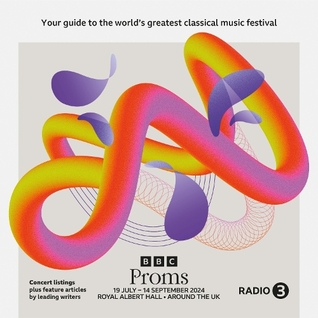 Your guide to the world's greatest classical music festival
BBC
Proms
19 JULY – 14 SEPTEMBER 2024
ROYAL ALBERT HALL • AROUND THE UK
Concert listings
plus feature articles
by leading writers
RADIO 3